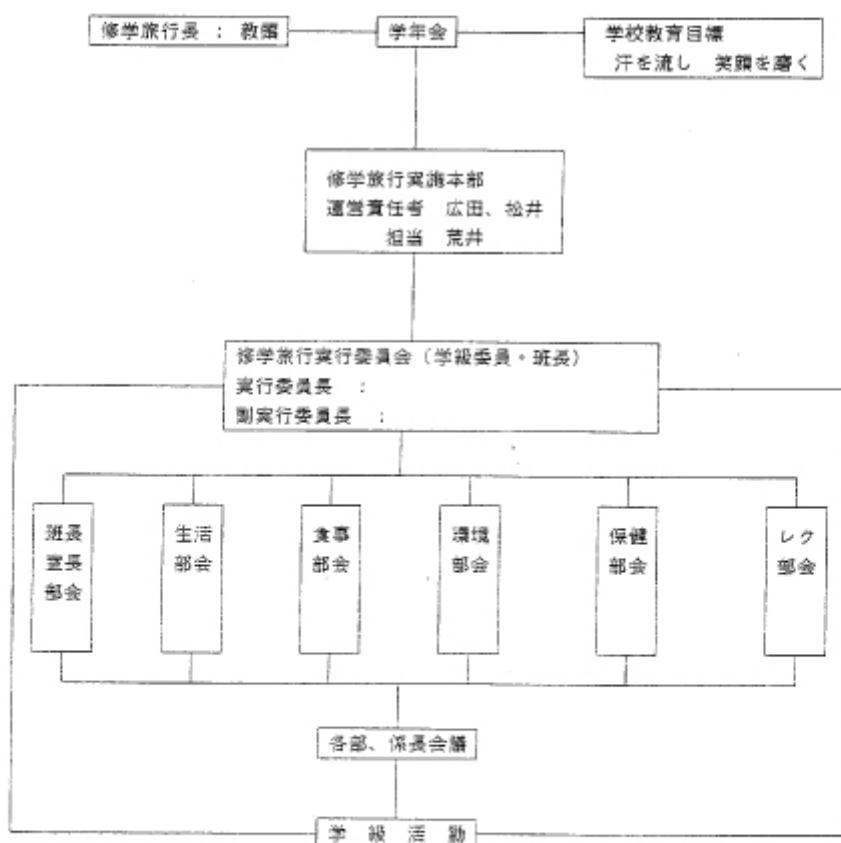 修学旅行長 : 教頭
学年会
学校教育目標
汗を流し 笑顔を磨く
修学旅行実施本部
運営責任者 広田、松井
担当 荒井
修学旅行実行委員会(学級委員・班長)
実行委員長 :
副実行委員長 :
班長
室長
部会
生活
部会
食事
部会
環境
部会
保健
部会
レク
部会
各部、係長会議
学級活動